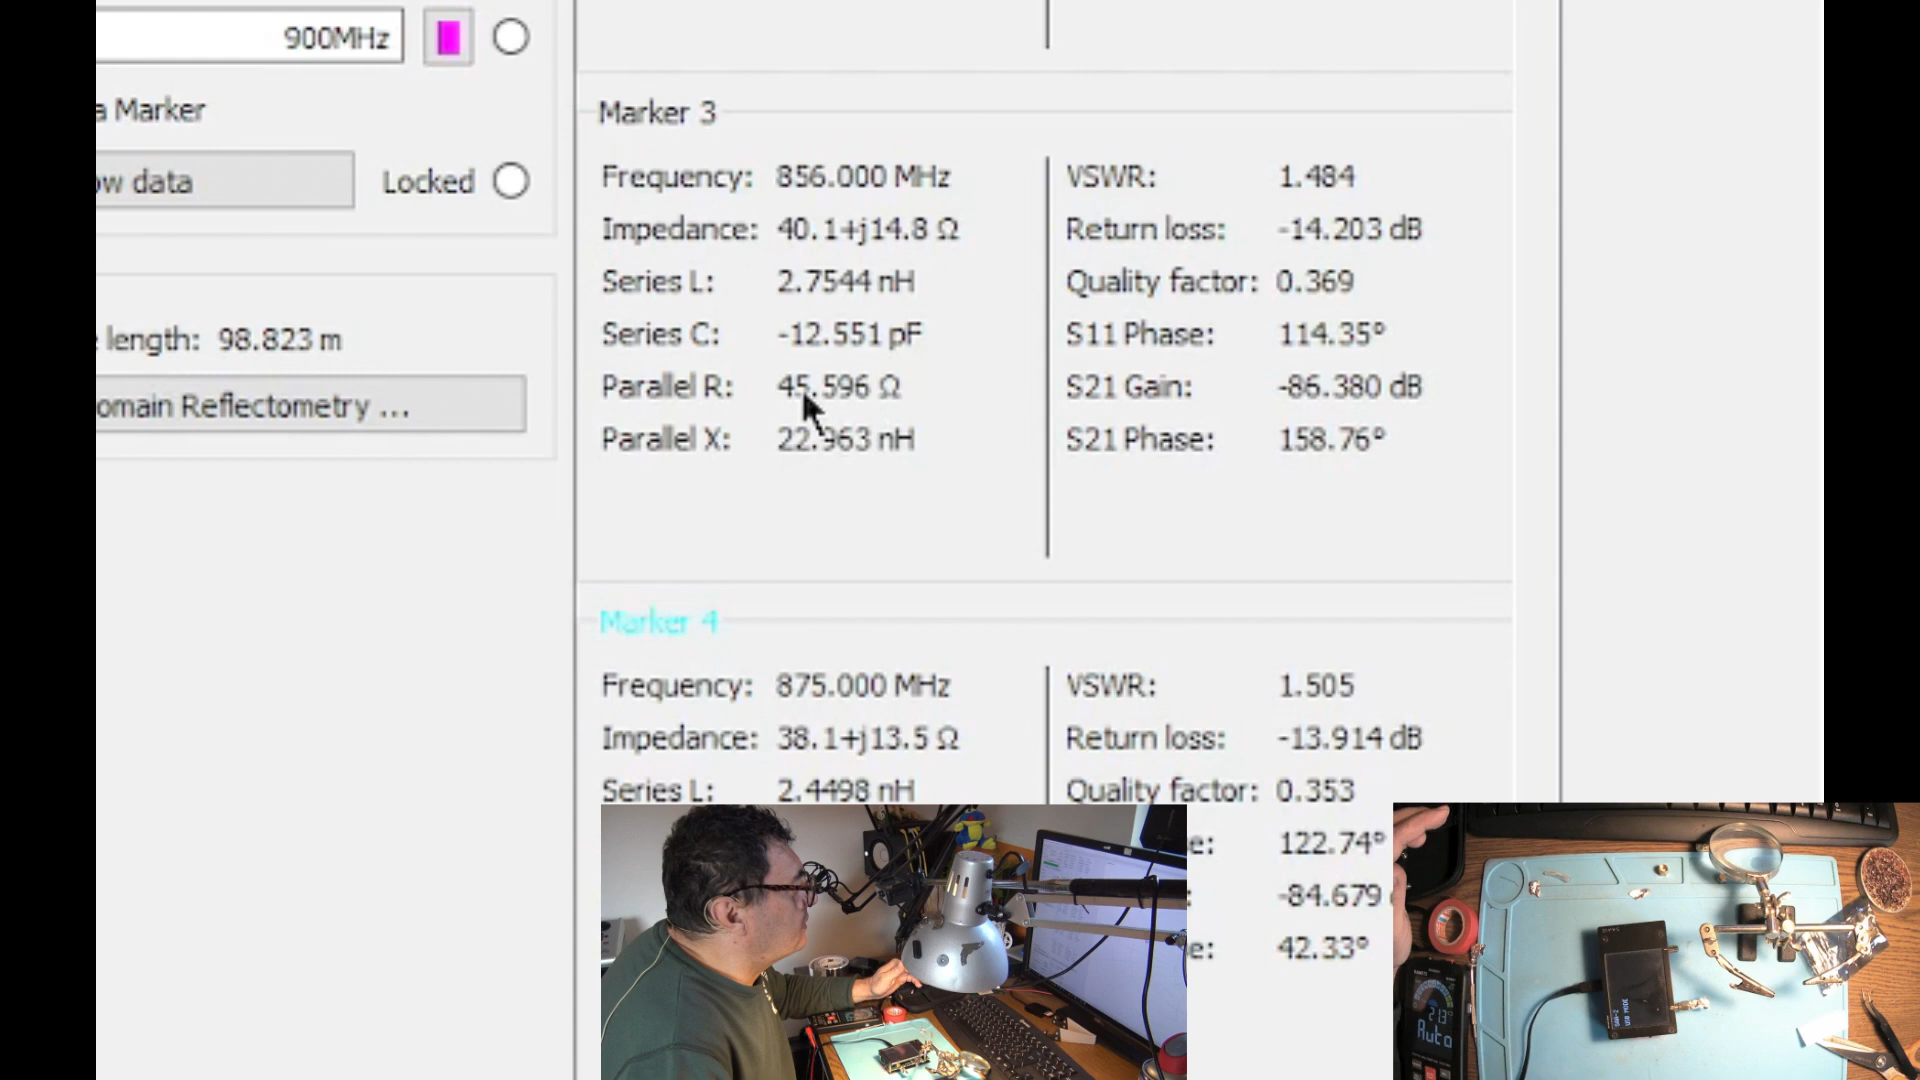 900MHz
a Marker
ow data
Locked
length: 98.823 m
omain Reflectometry ...
Marker 3
Frequency: 856.000 MHz
Impedance: 40.1+j14.8 Ω
Series L: 2.7544 nH
Series C: -12.551 pF
Parallel R: 45.596 Ω
Parallel X: 22.963 nH
VSWR: 1.484
Return loss: -14.203 dB
Quality factor: 0.369
S11 Phase: 114.35°
S21 Gain: -86.380 dB
S21 Phase: 158.76°
Marker 4
Frequency: 875.000 MHz
Impedance: 38.1+j13.5 Ω
Series L: 2.4498 nH
VSWR: 1.505
Return loss: -13.914 dB
Quality factor: 0.353
e: 122.74°
: -84.679
e: 42.33°
Auto